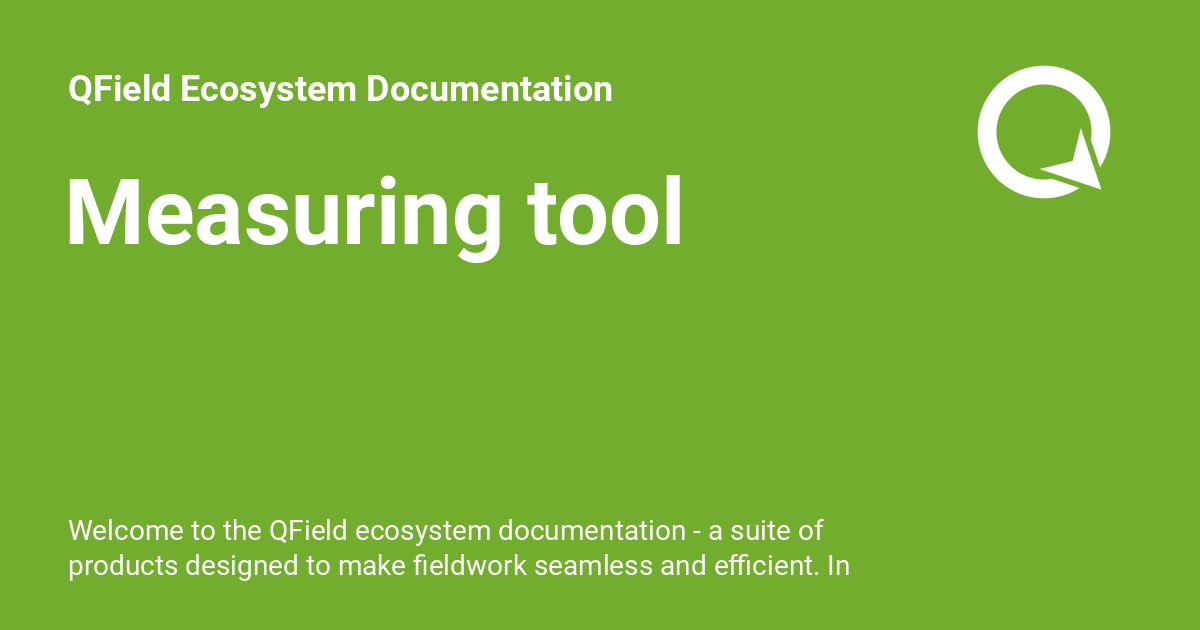 QField Ecosystem Documentation
Measuring tool
Welcome to the QField ecosystem documentation - a suite of
products designed to make fieldwork seamless and efficient. In